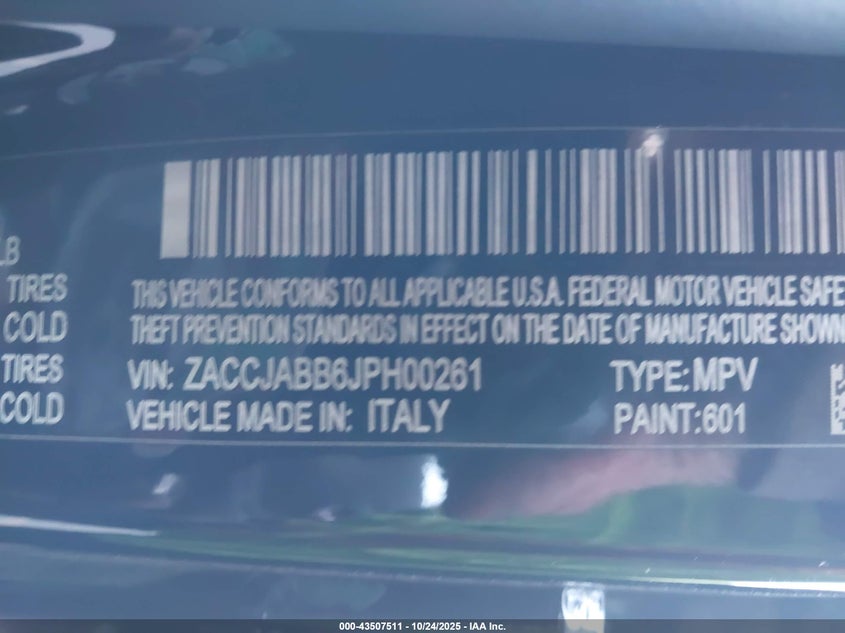 LB
TIRES
COLD
TIRES
COLD
THIS VEHICLE CONFORMS TO ALL APPLICABLE U.S.A. FEDERAL MOTOR VEHICLE SAFE
THEFT PREVENTION STANDARDS IN EFFECT ON THE DATE OF MANUFACTURE SHOWN
VIN: ZACCJABB6JPH00261 TYPE: MPV
VEHICLE MADE IN: ITALY PAINT: 601
000-43507511 - 10/24/2025 - IAA Inc.